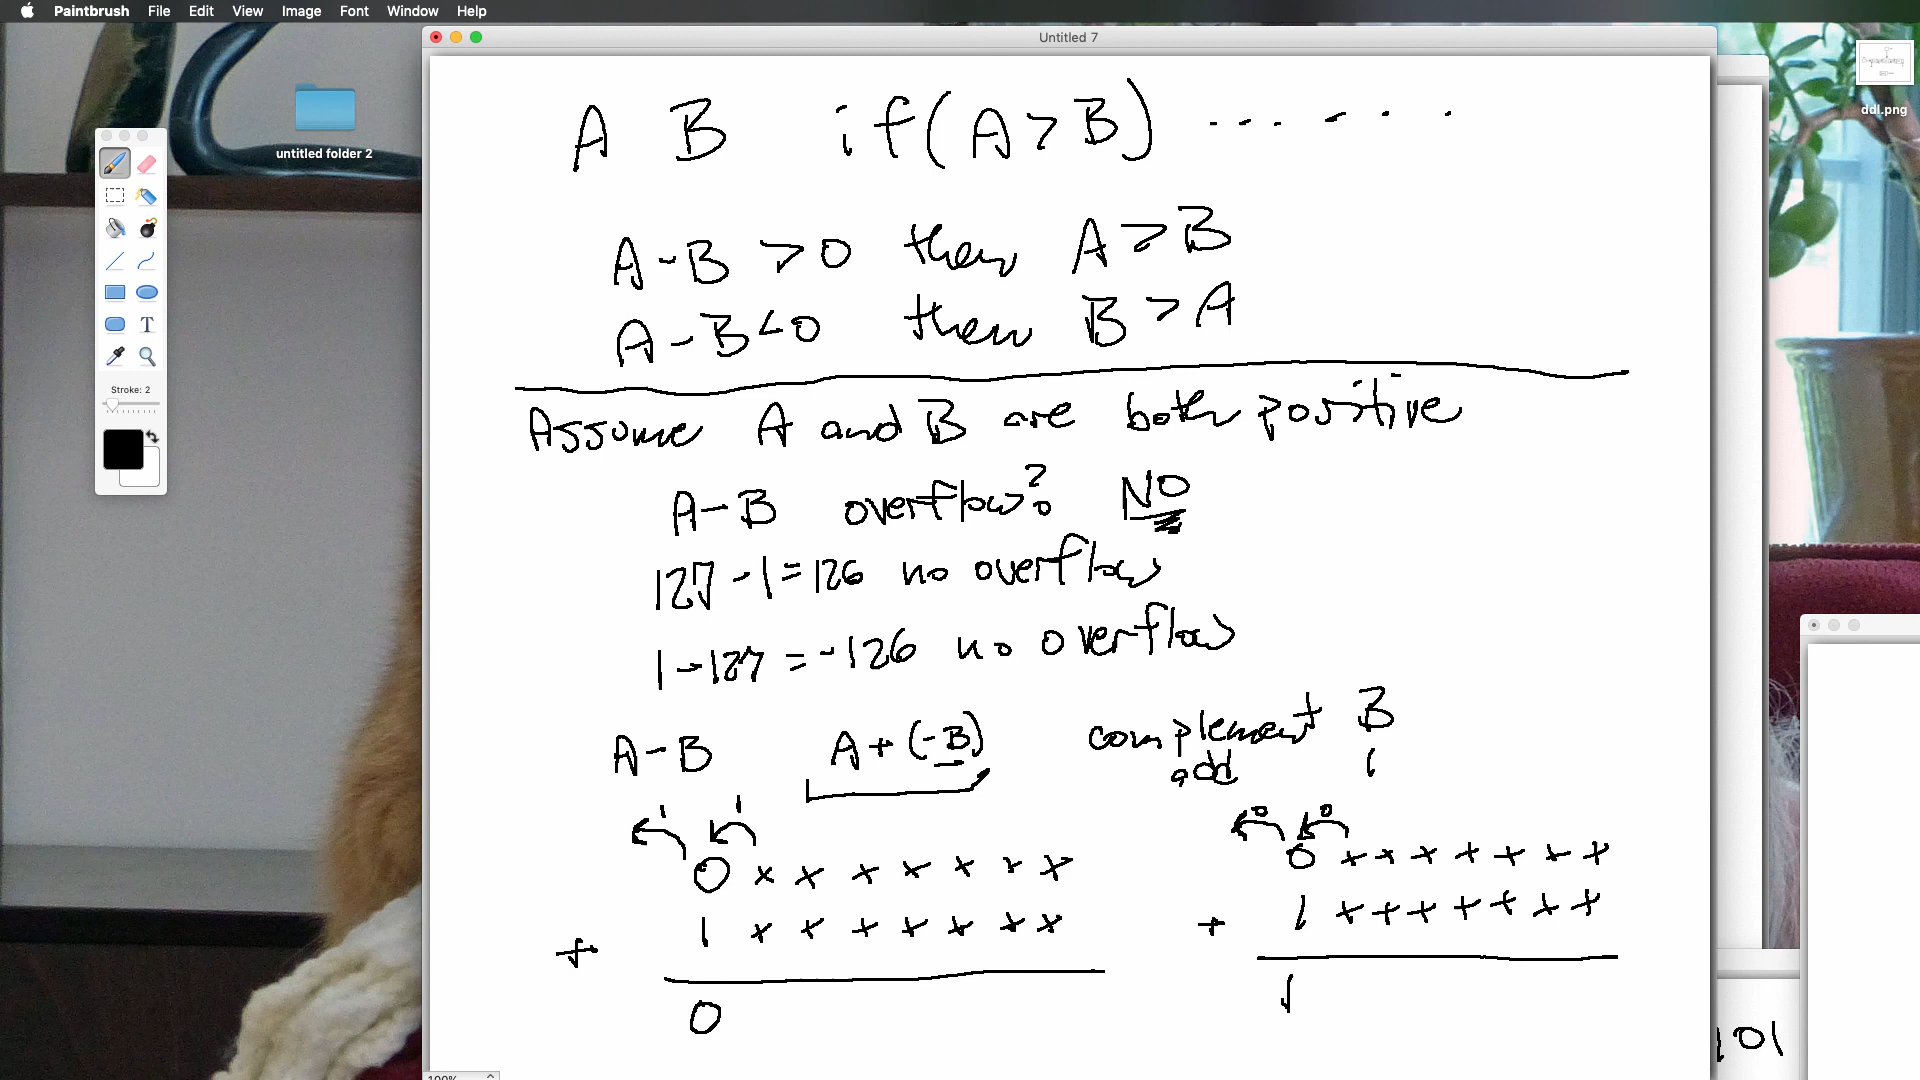 Paintbrush File Edit View Image Font Window Help
Untitled 7
untitled folder 2
ddl.png
Stroke: 2
A B if(A>B) .......
A-B >0 then A>B
A-B<0 then B>A
Assume A and B are both positive
A-B overflow? NO
127-1=126 no overflow
1-127=-126 no overflow
A-B A+(-B) complement B
add 1
1 1 0 0
0 x x x x x x x 0 x x x x x x x
1 x x x x x x x + 1 x x x x x x x
+
0 1
101
100%